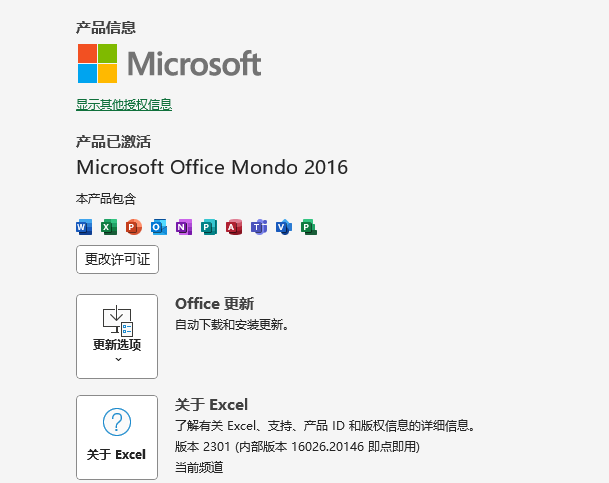 产品信息
Microsoft
显示其他授权信息
产品已激活
Microsoft Office Mondo 2016
本产品包含
W X P O N P A T V P
更改许可证
Office 更新
自动下载和安装更新。
更新选项
关于 Excel
了解有关 Excel、支持、产品 ID 和版权信息的详细信息。
关于 Excel
版本 2301 (内部版本 16026.20146 即点即用)
当前频道